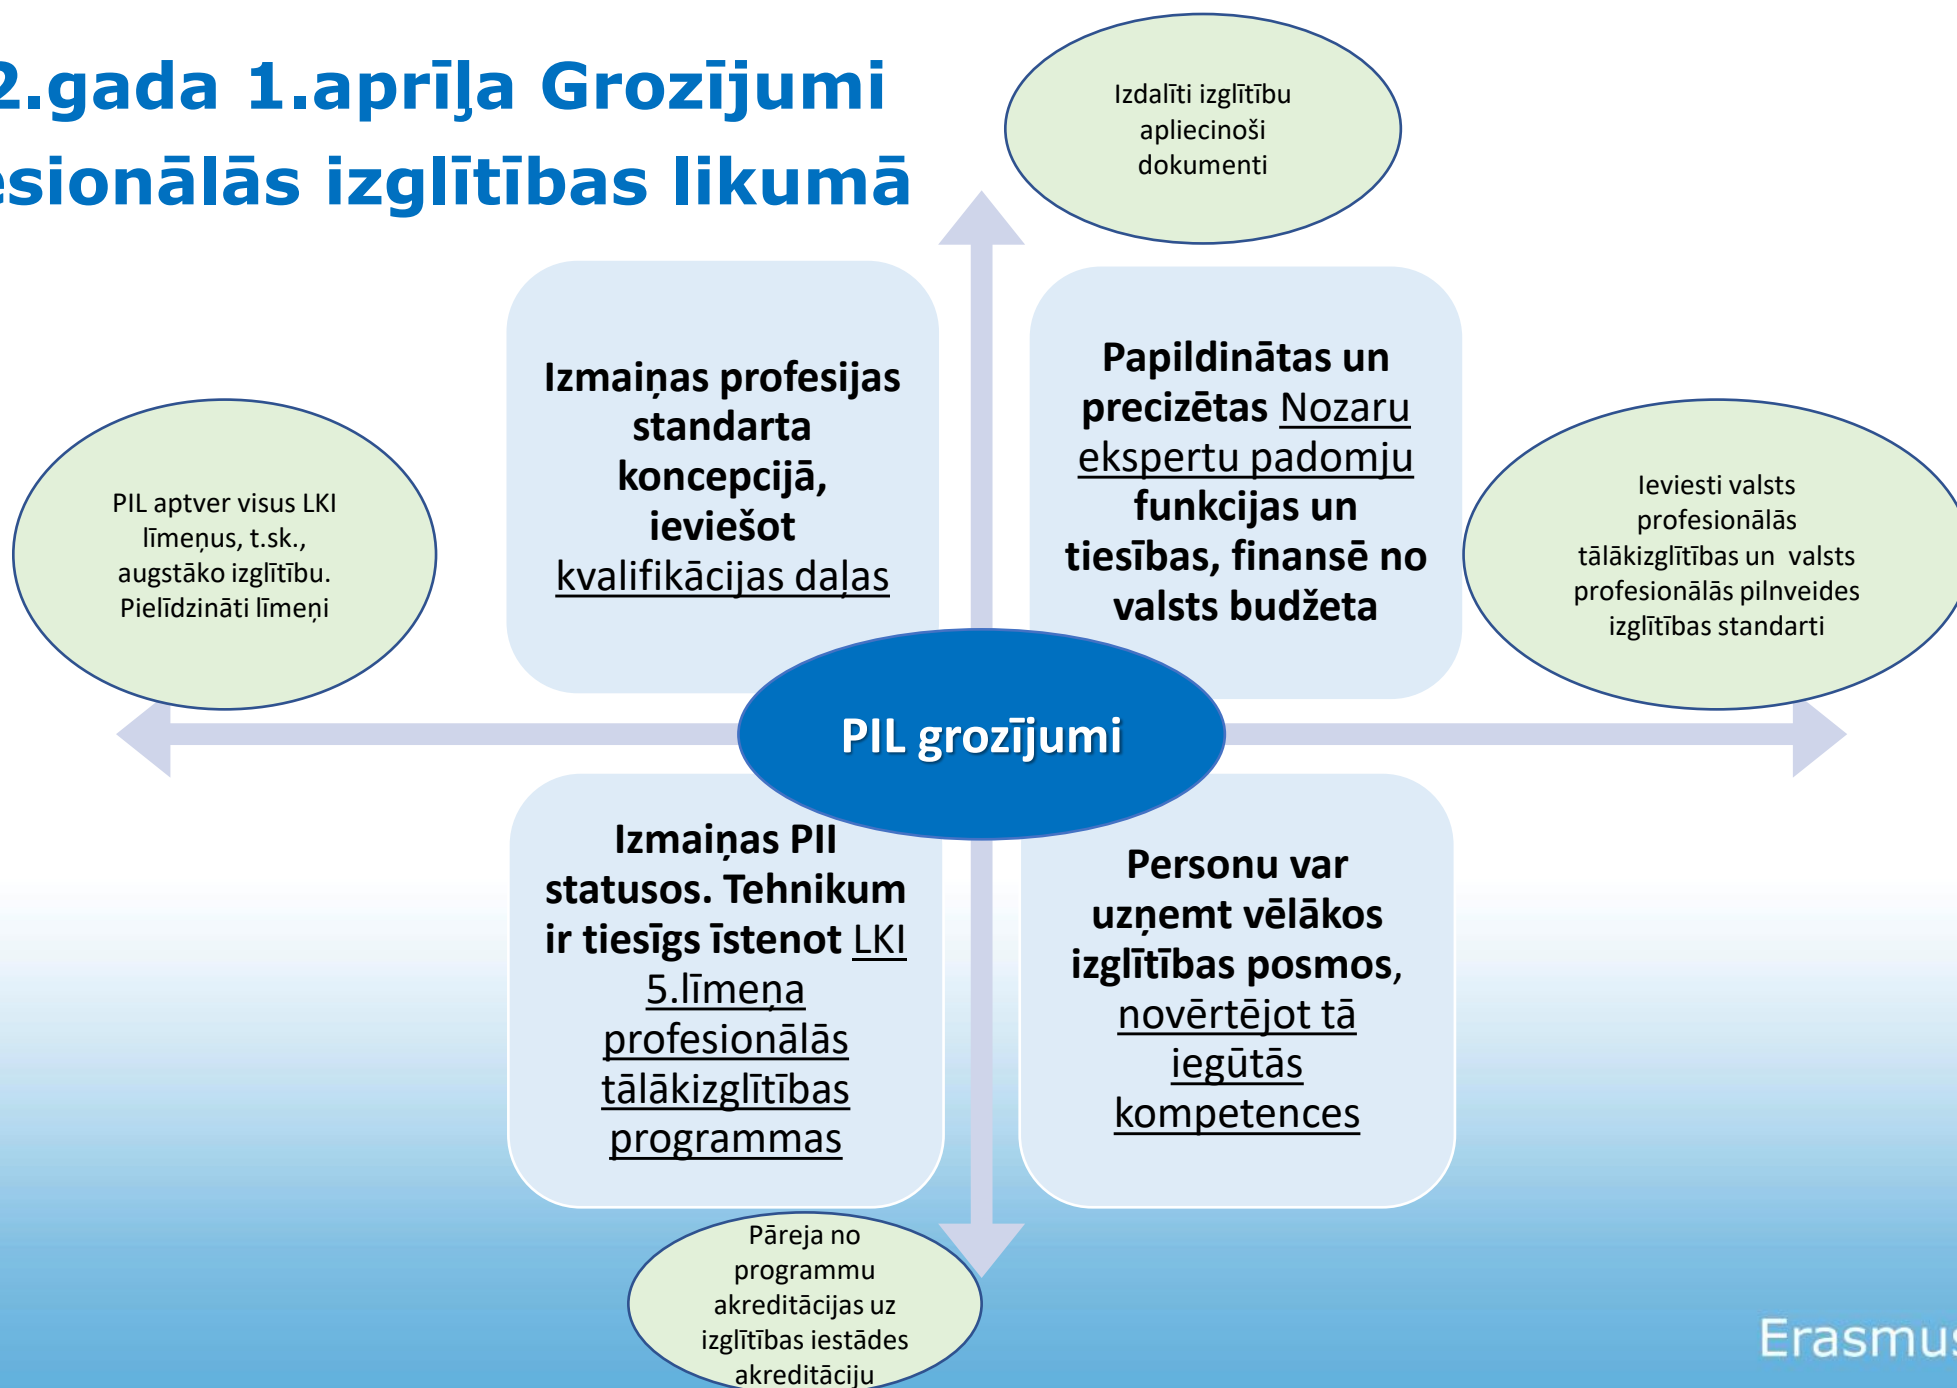 2.gada 1.aprīļa Grozījumi
esionālās izglītības likumā
Izdalīti izglītību
apliecinoši
dokumenti
Izmaiņas profesijas
standarta
koncepcijā,
ieviešot
kvalifikācijas daļas
Papildinātas un
precizētas Nozaru
ekspertu padomju
funkcijas un
tiesības, finansē no
valsts budžeta
PIL aptver visus LKI
līmeņus, t.sk.,
augstāko izglītību.
Pielīdzināti līmeņi
Ieviesti valsts
profesionālās
tālākizglītības un valsts
profesionālās pilnveides
izglītības standarti
PIL grozījumi
Izmaiņas PII
statusos. Tehnikum
ir tiesīgs īstenot LKI
5.līmeņa
profesionālās
tālākizglītības
programmas
Personu var
uzņemt vēlākos
izglītības posmos,
novērtējot tā
iegūtās
kompetences
Pāreja no
programmu
akreditācijas uz
izglītības iestādes
akreditāciju
Erasmus